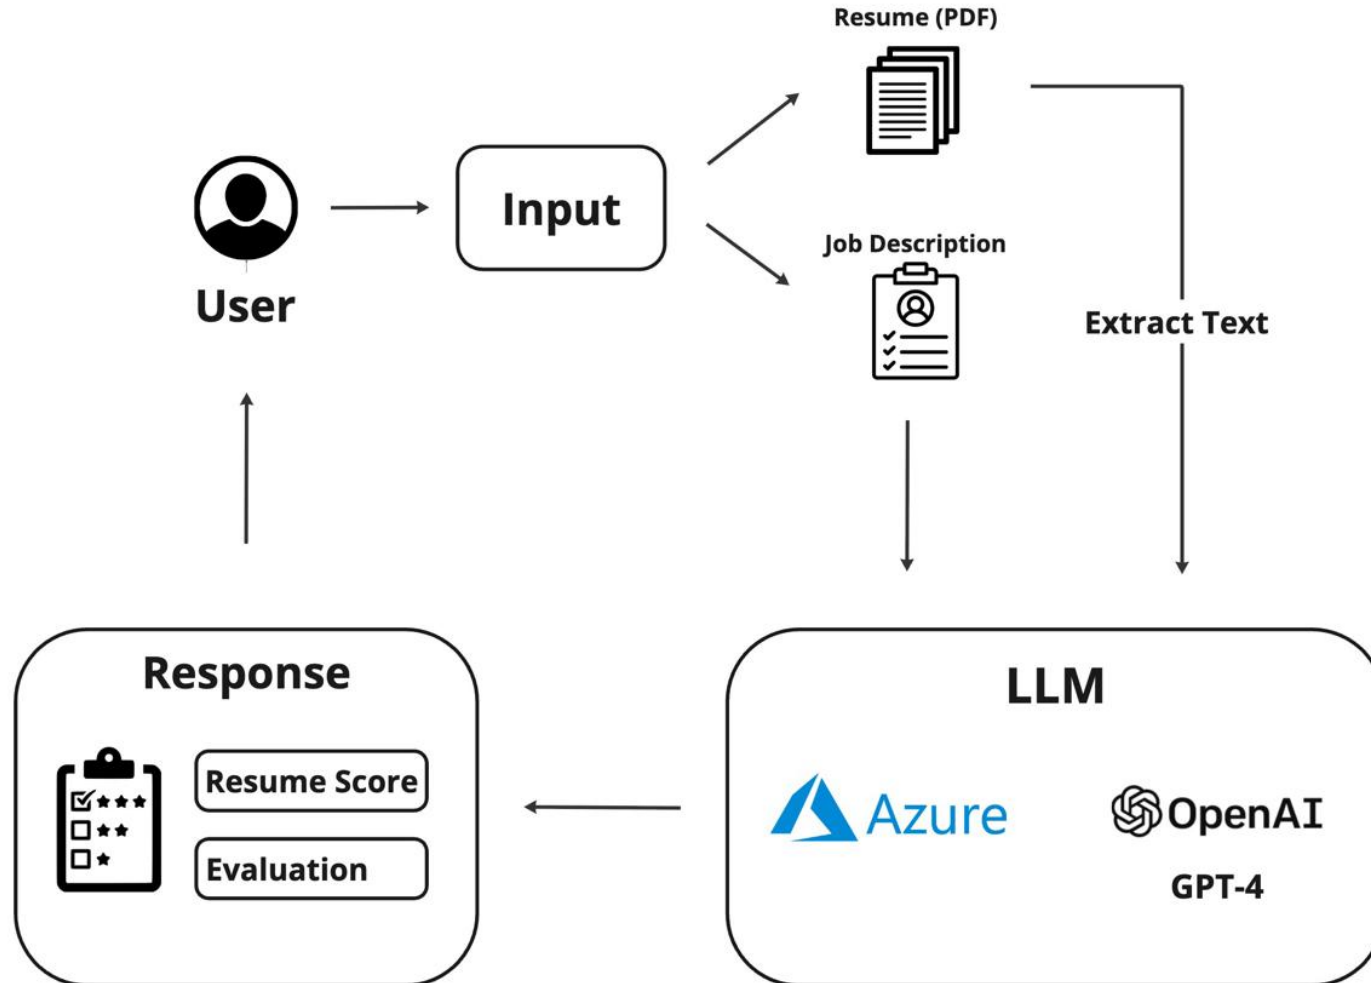 Resume (PDF)
Input
Job Description
User
Extract Text
Response
Resume Score
Evaluation
LLM
Azure
OpenAI
GPT-4